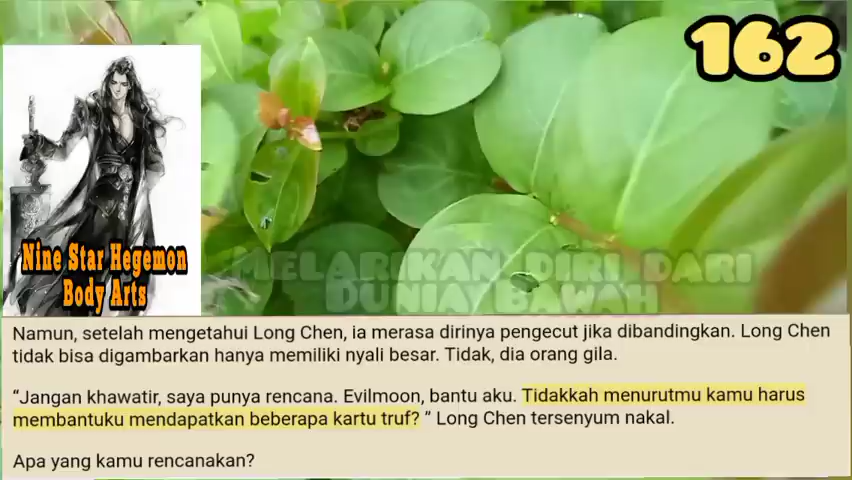 162
Nine Star Hegemon
Body Arts
MELARIKAN DIRI DARI
DUNIA BAWAH
Namun, setelah mengetahui Long Chen, ia merasa dirinya pengecut jika dibandingkan. Long Chen
tidak bisa digambarkan hanya memiliki nyali besar. Tidak, dia orang gila.
“Jangan khawatir, saya punya rencana. Evilmoon, bantu aku. Tidakkah menurutmu kamu harus
membantuku mendapatkan beberapa kartu truf? ” Long Chen tersenyum nakal.
Apa yang kamu rencanakan?